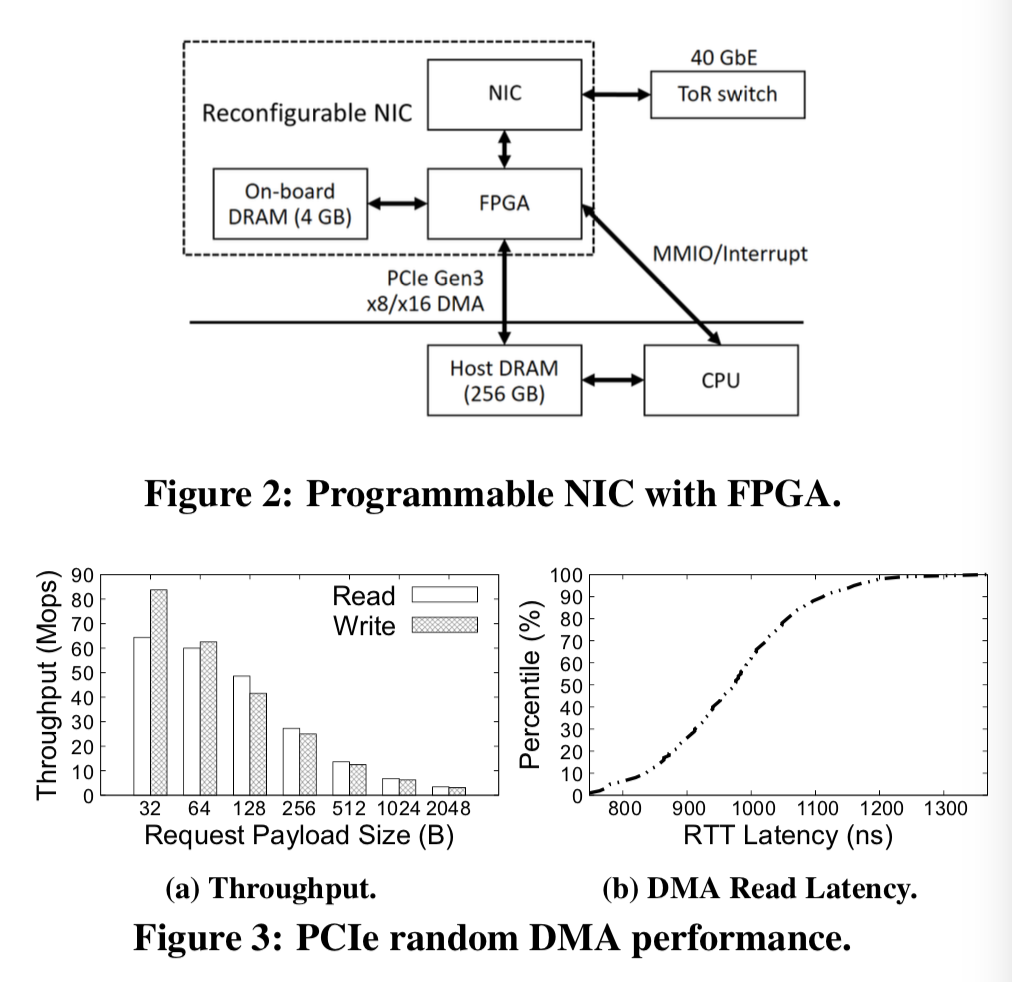 40 GbE
NIC
ToR switch
Reconfigurable NIC
On-board
DRAM (4 GB)
FPGA
MMIO/Interrupt
PCIe Gen3
x8/x16 DMA
Host DRAM
(256 GB)
CPU
Figure 2: Programmable NIC with FPGA.
Throughput (Mops)
90
80
70
60
50
40
30
20
10
0
Read
Write
32 64 128 256 512 1024 2048
Request Payload Size (B)
(a) Throughput.
Percentile (%)
100
90
80
70
60
50
40
30
20
10
0
800 900 1000 1100 1200 1300
RTT Latency (ns)
(b) DMA Read Latency.
Figure 3: PCIe random DMA performance.